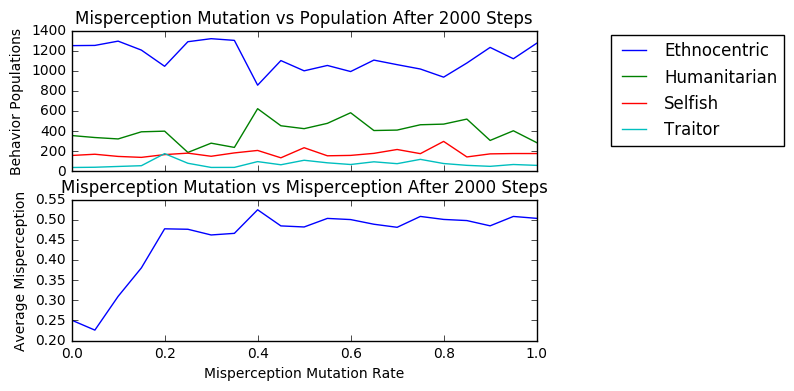 Misperception Mutation vs Population After 2000 Steps
Behavior Populations
1400
1200
1000
800
600
400
200
0
Ethnocentric
Humanitarian
Selfish
Traitor
Misperception Mutation vs Misperception After 2000 Steps
Average Misperception
0.55
0.50
0.45
0.40
0.35
0.30
0.25
0.20
0.0 0.2 0.4 0.6 0.8 1.0
Misperception Mutation Rate